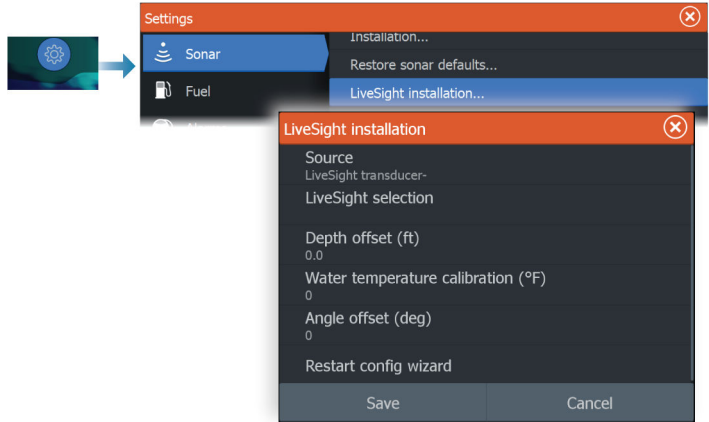 Settings
Sonar
Fuel
Installation...
Restore sonar defaults...
LiveSight installation...
LiveSight installation
Source
LiveSight transducer-
LiveSight selection
Depth offset (ft)
0.0
Water temperature calibration (°F)
0
Angle offset (deg)
0
Restart config wizard
Save
Cancel